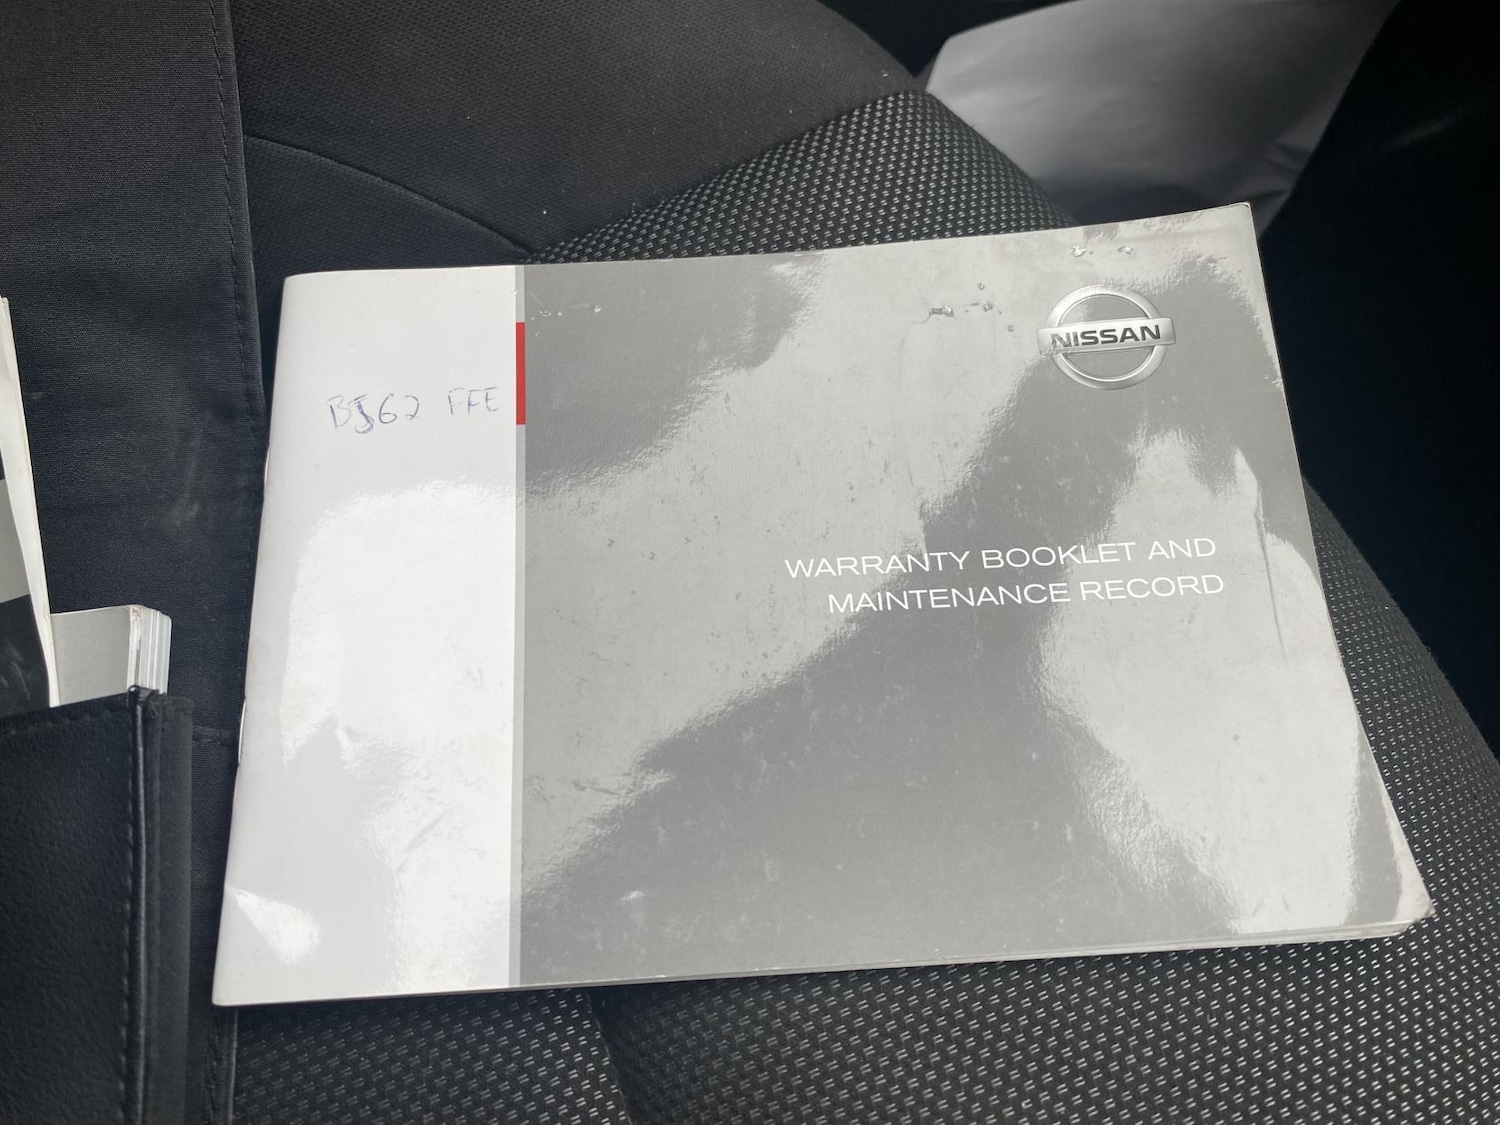 NISSAN
BJ62 FFE
WARRANTY BOOKLET AND
MAINTENANCE RECORD